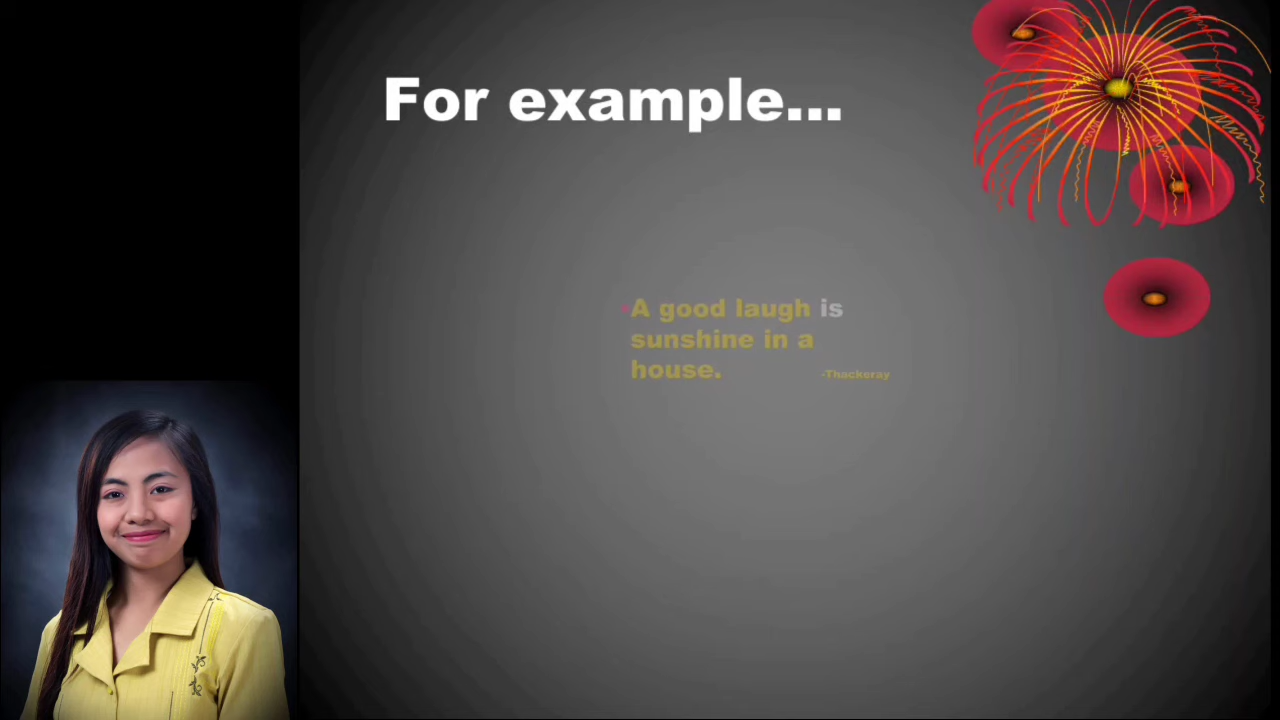 For example...
A good laugh is
sunshine in a
house.
-Thackeray